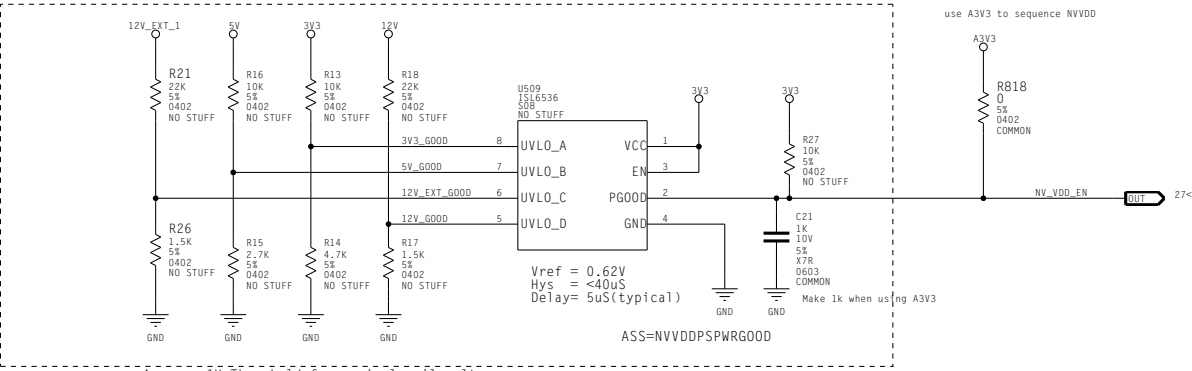 use A3V3 to sequence NVVDD
12V_EXT_1
5V
3V3
12V
A3V3
R21
22K
5%
0402
NO STUFF
R16
10K
5%
0402
NO STUFF
R13
10K
5%
0402
NO STUFF
R18
22K
5%
0402
NO STUFF
U509
ISL6536
SO8
NO STUFF
3V3
3V3
R818
0
5%
0402
COMMON
3V3_GOOD 8 UVLO_A
5V_GOOD 7 UVLO_B
12V_EXT_GOOD 6 UVLO_C
12V_GOOD 5 UVLO_D
VCC 1
EN 3
PGOOD 2
GND 4
R27
10K
5%
0402
NO STUFF
NV_VDD_EN
OUT
27<
R26
1.5K
5%
0402
NO STUFF
R15
2.7K
5%
0402
NO STUFF
R14
4.7K
5%
0402
NO STUFF
R17
1.5K
5%
0402
NO STUFF
C21
1K
10V
5%
X7R
0603
COMMON
Make 1k when using A3V3
Vref = 0.62V
Hys = <40uS
Delay= 5uS(typical)
GND
GND
GND
GND
GND
GND
ASS=NVVDDPSPWRGOOD